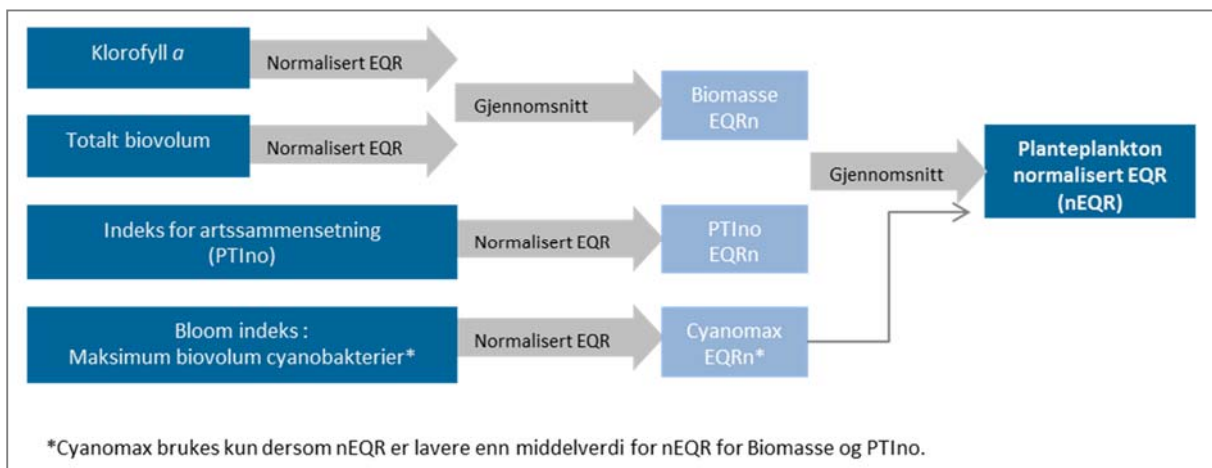 Klorofyll a
Normalisert EQR
Totalt biovolum
Normalisert EQR
Gjennomsnitt
Biomasse
EQRn
Indeks for artssammensetning
(PTIno)
Normalisert EQR
PTIno
EQRn
Bloom indeks :
Maksimum biovolum cyanobakterier*
Normalisert EQR
Cyanomax
EQRn*
Gjennomsnitt
Planteplankton
normalisert EQR
(nEQR)
*Cyanomax brukes kun dersom nEQR er lavere enn middelverdi for nEQR for Biomasse og PTIno.